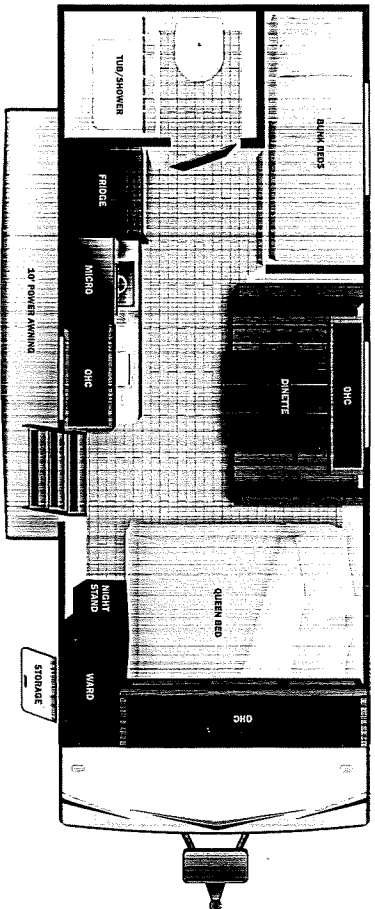 TUB/SHOWER
BUNK BEDS
FRIDGE
MICRO
OHC
10' POWER AWNING
DINETTE
OHC
NIGHT
STAND
QUEEN BED
WARD
OHC
STORAGE